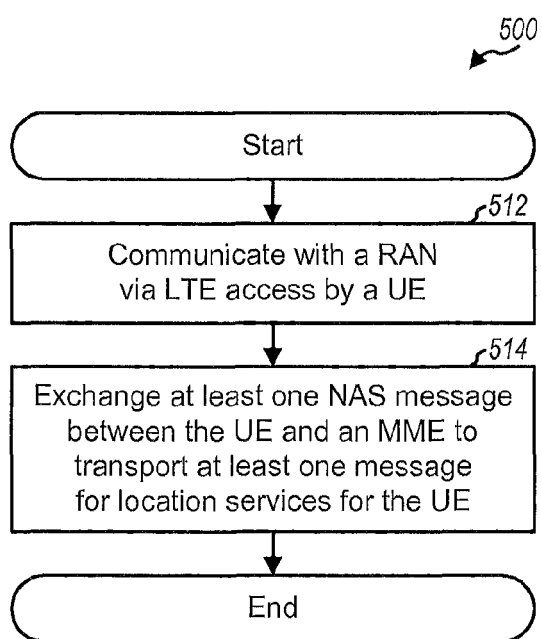 500
Start
512
Communicate with a RAN
via LTE access by a UE
514
Exchange at least one NAS message
between the UE and an MME to
transport at least one message
for location services for the UE
End